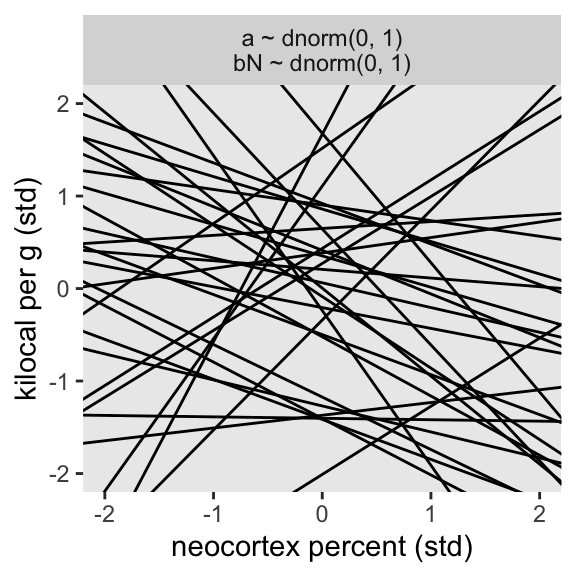 a ~ dnorm(0, 1)
bN ~ dnorm(0, 1)
kilocal per g (std)
2
1
0
-1
-2
-2
-1
0
1
2
neocortex percent (std)